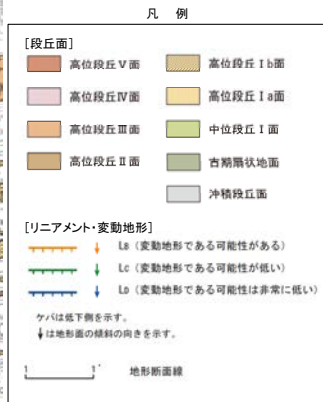 凡 例
[段丘面]
高位段丘Ⅴ面
高位段丘Ⅳ面
高位段丘Ⅲ面
高位段丘Ⅱ面
高位段丘Ⅰb面
高位段丘Ⅰa面
中位段丘Ⅰ面
古期扇状地面
沖積段丘面
[リニアメント・変動地形]
LB (変動地形である可能性がある)
LC (変動地形である可能性が低い)
LD (変動地形である可能性は非常に低い)
ケバは低下側を示す。
↓は地形面の傾斜の向きを示す。
1 1' 地形断面線